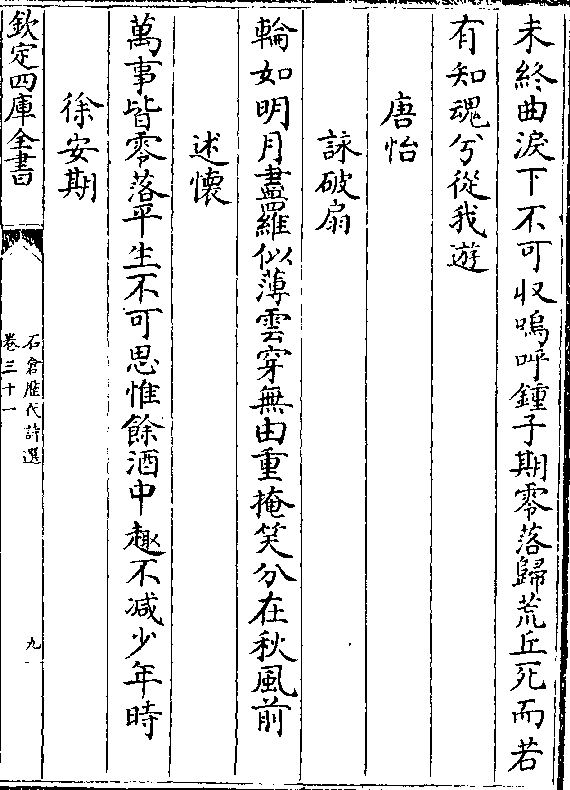 未終曲淚下不可収嗚呼鍾子期零落歸荒丘死而若
有知魂兮從我遊
唐怡
詠破扇
輪如明月盡羅似薄雲穿無由重掩笑分在秋風前
述懐
萬事皆零落平生不可思惟餘酒中趣不减少年時
徐安期
欽定四庫全書
石倉歴代詩選
卷三十一
九